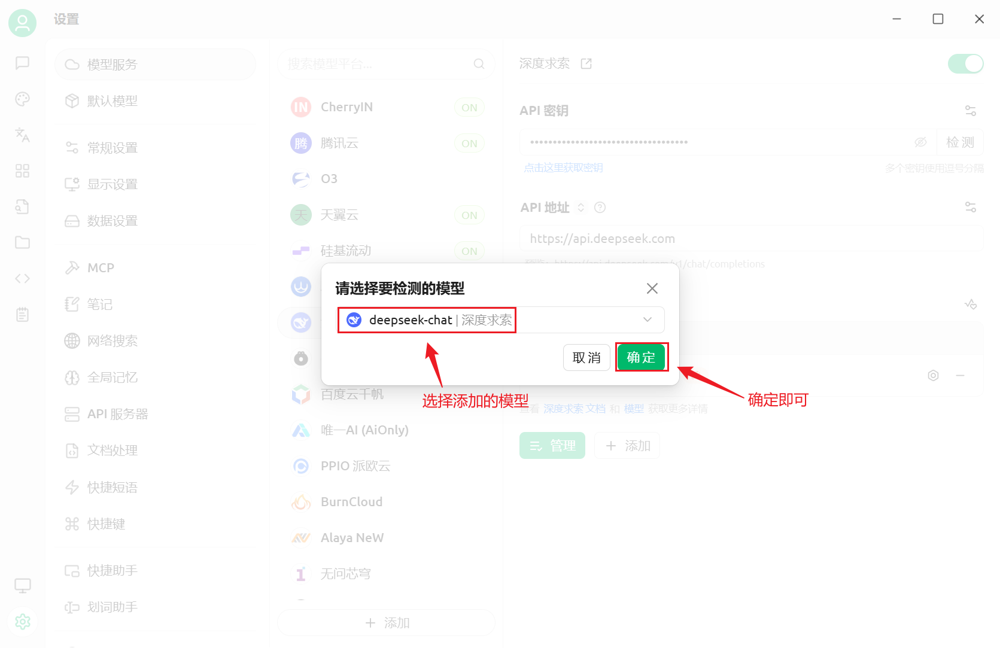 设置
模型服务
默认模型
常规设置
显示设置
数据设置
MCP
笔记
网络搜索
全局记忆
API 服务器
文档处理
快捷短语
快捷键
快捷助手
划词助手
搜索模型平台...
IN CherryIN ON
腾 腾讯云 ON
O3
天 天翼云 ON
硅基流动 ON
百度云千帆
唯一AI (AiOnly)
PPIO 派欧云
BurnCloud
Alaya NeW
无问芯穹
添加
深度求索
API 密钥
检测
点击这里获取密钥
多个密钥使用逗号分隔
API 地址
https://api.deepseek.com
预览: https://api.deepseek.com/v1/chat/completions
请选择要检测的模型
deepseek-chat | 深度求索
取消
确定
选择添加的模型
确定即可
查看 深度求索 文档 和 模型 获取更多详情
管理
添加